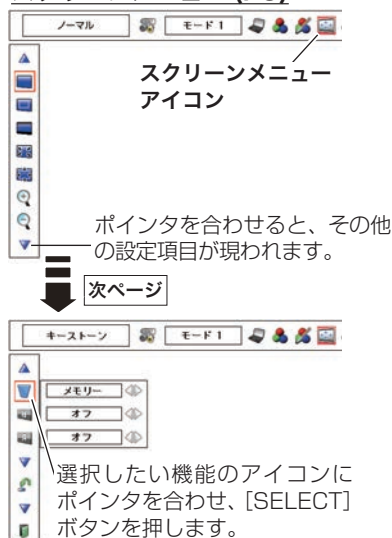 ノーマル
モード 1
スクリーンメニュー
アイコン
ポインタを合わせると、その他
の設定項目が現われます。
次ページ
キーストーン
モード 1
メモリー
オフ
オフ
選択したい機能のアイコンに
ポインタを合わせ、[SELECT]
ボタンを押します。